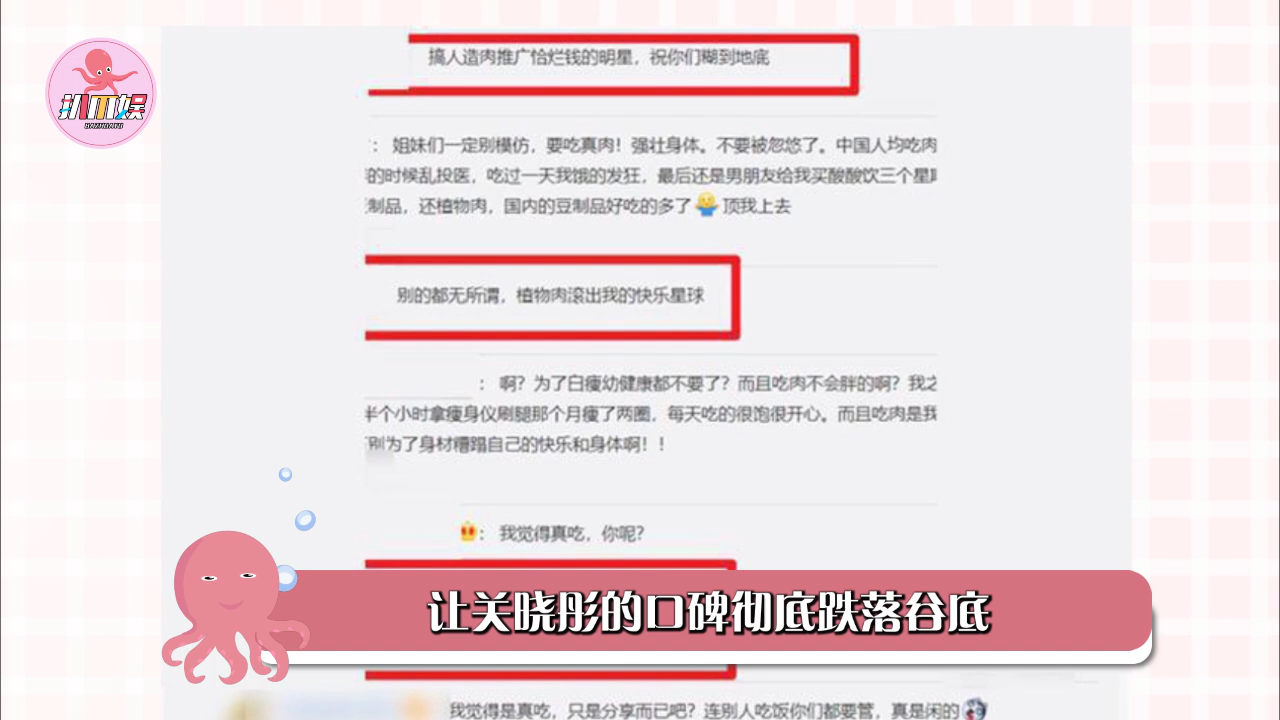 扒爪娱
BAZHUAYU
搞人造肉推广恰烂钱的明星，祝你们糊到地底
： 姐妹们一定别模仿，要吃真肉！强壮身体。不要被忽悠了。中国人均吃肉
的时候乱投医，吃过一天我饿的发狂，最后还是男朋友给我买酸酸饮三个星
制品，还植物肉，国内的豆制品好吃的多了 顶我上去
别的都无所谓，植物肉滚出我的快乐星球
： 啊？为了白瘦幼健康都不要了？而且吃肉不会胖的啊？我之
半个小时拿瘦身仪刷腿那个月瘦了两圈，每天吃的很饱很开心。而且吃肉是我
别为了身材糟蹋自己的快乐和身体啊！！
： 我觉得真吃，你呢？
让关晓彤的口碑彻底跌落谷底
我觉得是真吃，只是分享而已吧？连别人吃饭你们都要管，真是闲的